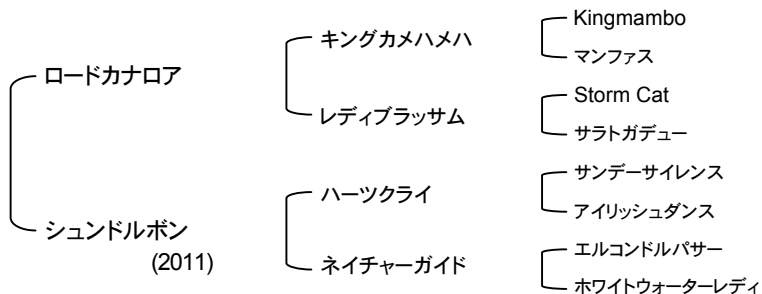 ロードカナロア
シュンドルボン
(2011)
キングカメハメハ
レディブラッサム
ハーツクライ
ネイチャーガイド
Kingmambo
マンファス
Storm Cat
サラトガデュー
サンデーサイレンス
アイリッシュダンス
エルコンドルパサー
ホワイトウォーターレディ